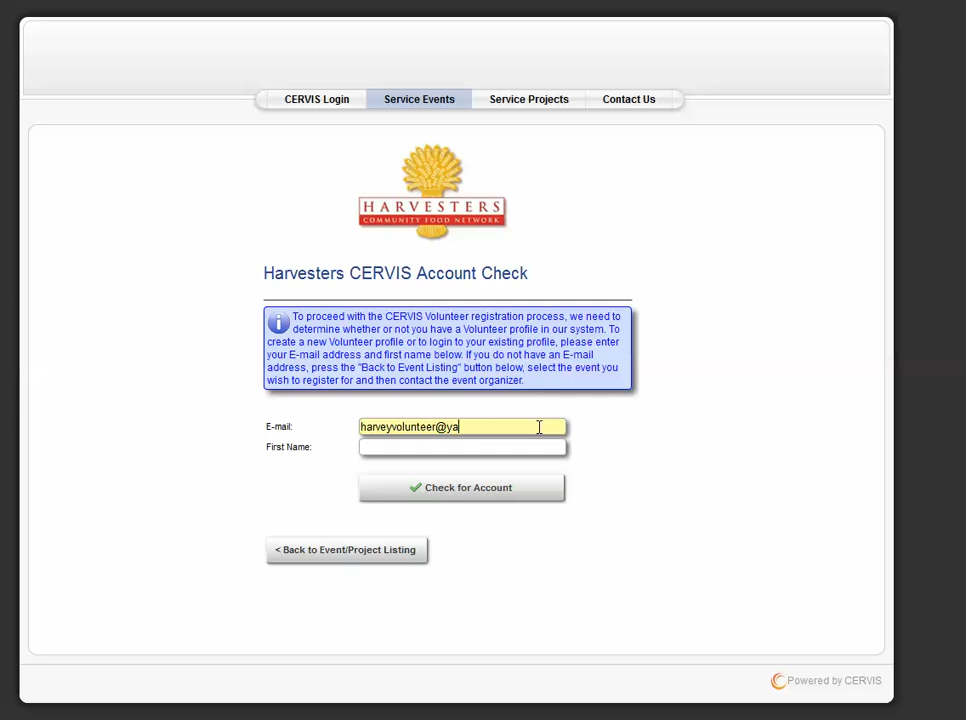 CERVIS Login Service Events Service Projects Contact Us
HARVESTERS
COMMUNITY FOOD NETWORK
Harvesters CERVIS Account Check
To proceed with the CERVIS Volunteer registration process, we need to
determine whether or not you have a Volunteer profile in our system. To
create a new Volunteer profile or to login to your existing profile, please enter
your E-mail address and first name below. If you do not have an E-mail
address, press the "Back to Event Listing" button below, select the event you
wish to register for and then contact the event organizer.
E-mail: harveyvolunteer@ya
First Name:
Check for Account
< Back to Event/Project Listing
Powered by CERVIS